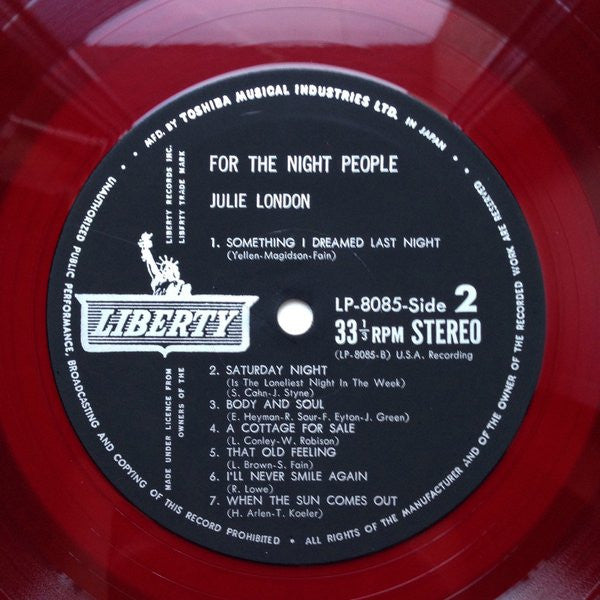 MFD. BY TOSHIBA MUSICAL INDUSTRIES LTD. IN JAPAN •
UNAUTHORIZED PUBLIC PERFORMANCE, BROADCASTING AND COPYING OF THIS RECORD PROHIBITED • ALL RIGHTS OF THE MANUFACTURER AND OF THE OWNER OF THE RECORDED WORK ARE RESERVED. •
LIBERTY RECORDS INC.
LIBERTY TRADE MARK
FOR THE NIGHT PEOPLE
JULIE LONDON
1. SOMETHING I DREAMED LAST NIGHT
(Yellen-Magidson-Fain)
LIBERTY
LP-8085-Side 2
33⅓ RPM STEREO
(LP-8085-B) U.S.A. Recording
MADE UNDER LICENCE FROM
OWNERS OF THE
2. SATURDAY NIGHT
(Is The Loneliest Night In The Week)
(S. Cahn-J. Styne)
3. BODY AND SOUL
(E. Heyman-R. Saur-F. Eyton-J. Green)
4. A COTTAGE FOR SALE
(L. Conley-W. Rabison)
5. THAT OLD FEELING
(L. Brown-S. Fain)
6. I'LL NEVER SMILE AGAIN
(R. Lowe)
7. WHEN THE SUN COMES OUT
(H. Arlen-T. Koeler)